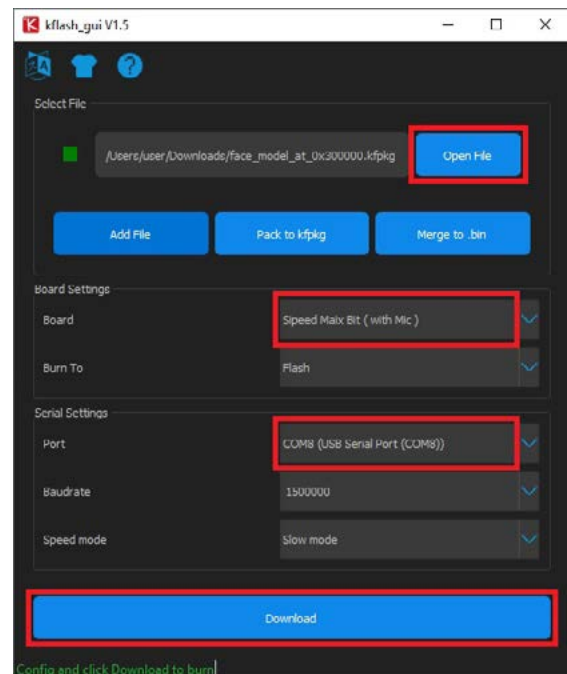 kflash_gui V1.5
Select File
/Users/user/Downloads/face_model_at_0x300000.kfpkg
Open File
Add File
Pack to kfpkg
Merge to .bin
Board Settings
Board
Sipeed Maix Bit ( with Mic )
Burn To
Flash
Serial Settings
Port
COM8 (USB Serial Port (COM8))
Baudrate
1500000
Speed mode
Slow mode
Download
Config and click Download to burn